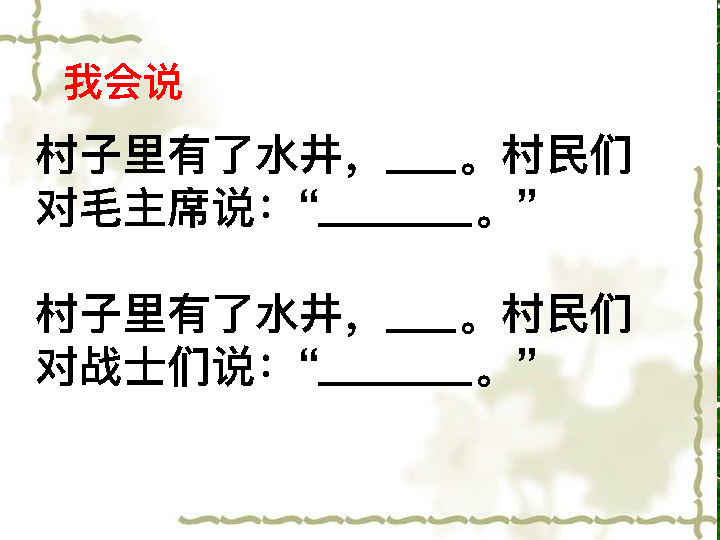 我会说
村子里有了水井，___。村民们
对毛主席说：“_______。”
村子里有了水井，___。村民们
对战士们说：“_______。”